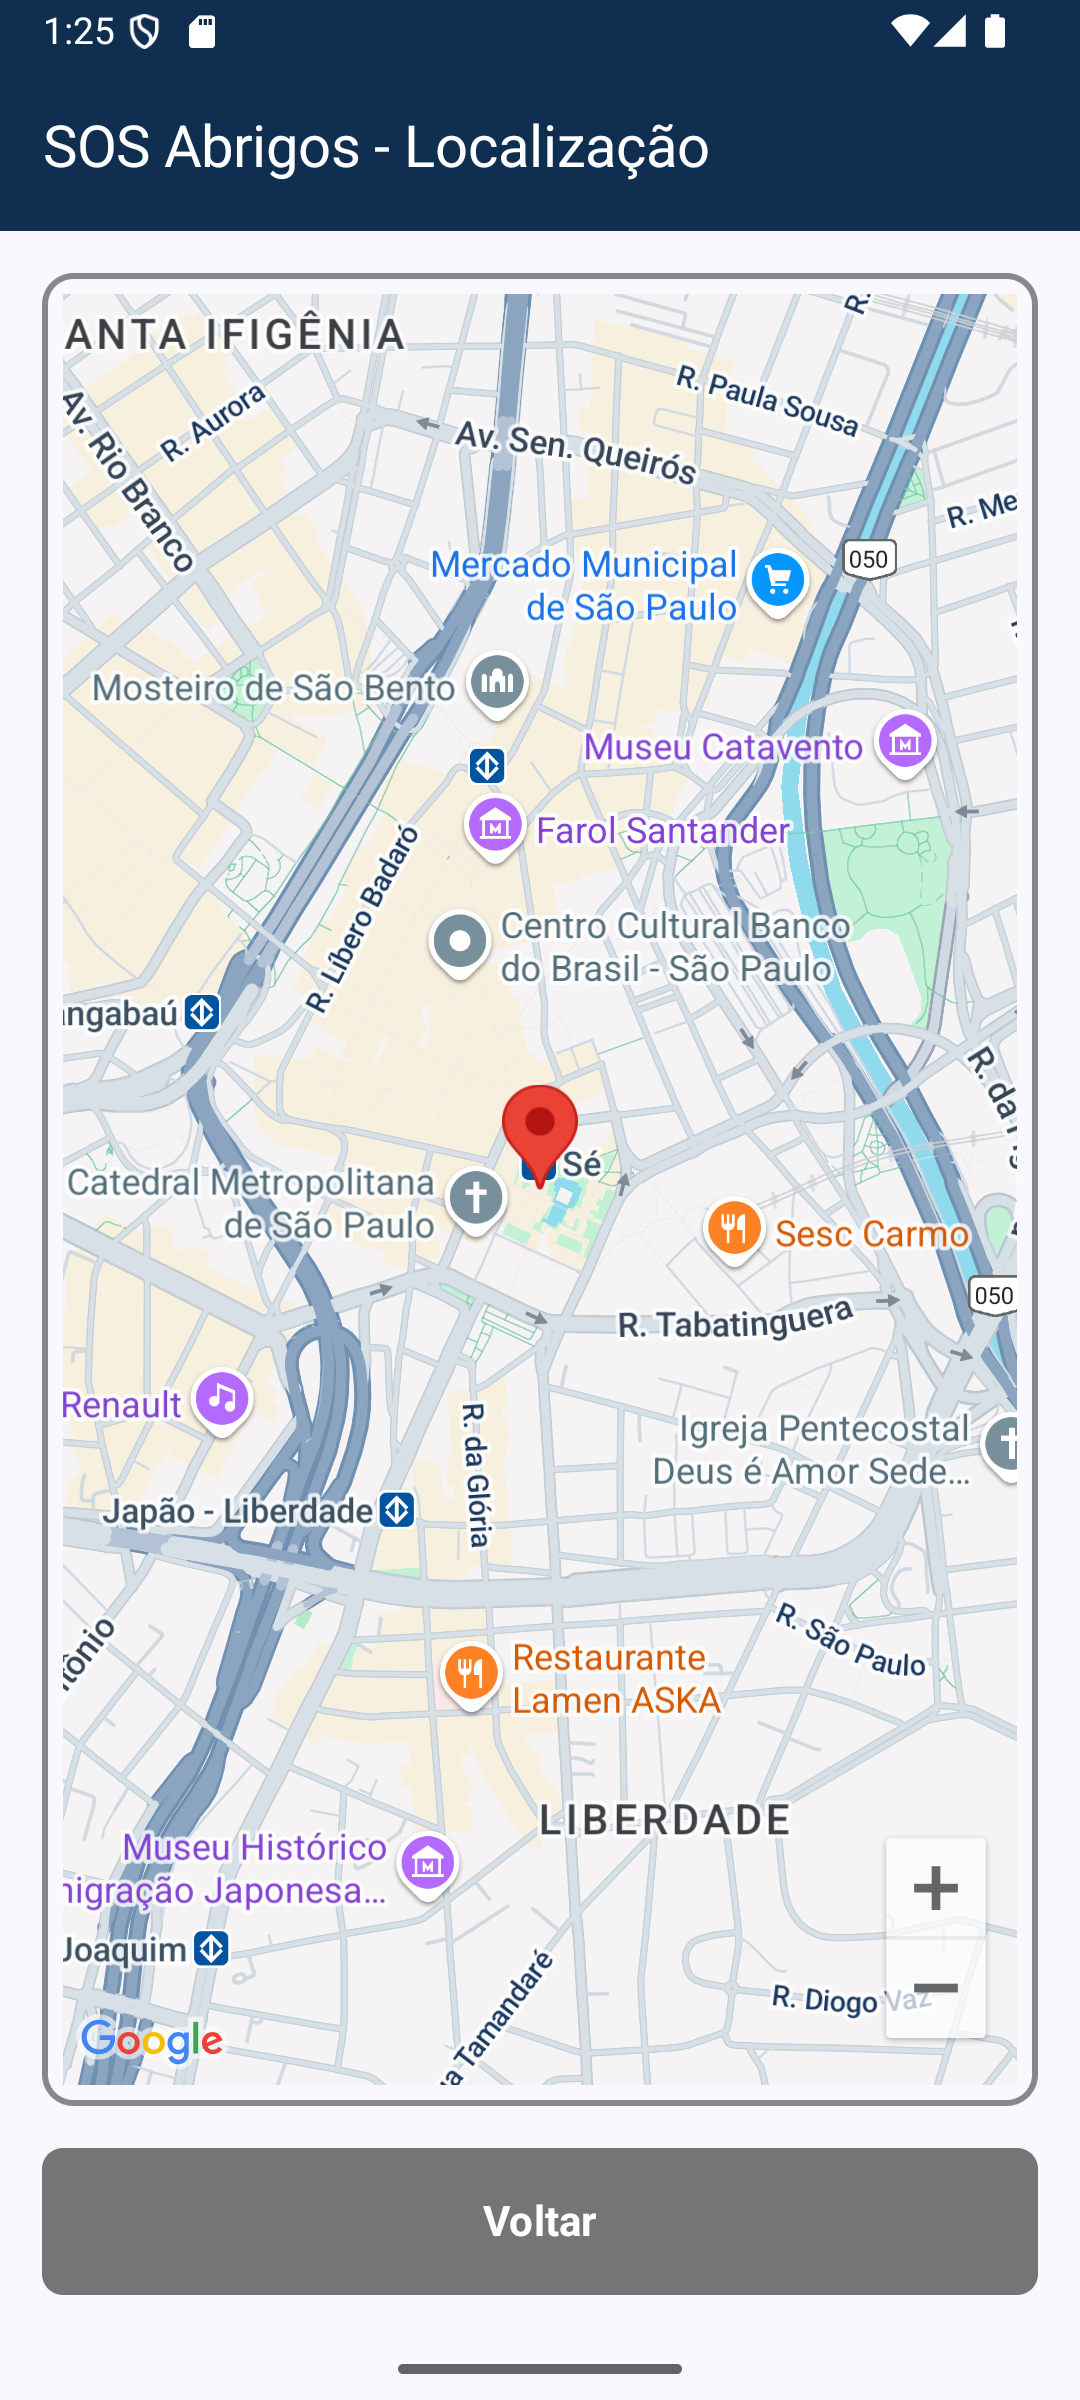 1:25
SOS Abrigos - Localização
ANTA IFIGÊNIA
R.
R. Paula Sousa
Av. Rio Branco
R. Aurora
Av. Sen. Queirós
R. Me
Mercado Municipal
de São Paulo
050
Mosteiro de São Bento
Museu Catavento
Farol Santander
R. Líbero Badaró
Centro Cultural Banco
do Brasil - São Paulo
angabaú
R. da
Sé
Catedral Metropolitana
de São Paulo
Sesc Carmo
050
R. Tabatinguera
Renault
R. da Glória
Igreja Pentecostal
Deus é Amor Sede...
Japão - Liberdade
R. São Paulo
tônio
Restaurante
Lamen ASKA
LIBERDADE
Museu Histórico
nigração Japonesa...
+
Joaquim
R. Diogo Vaz
−
ua Tamandaré
Google
Voltar